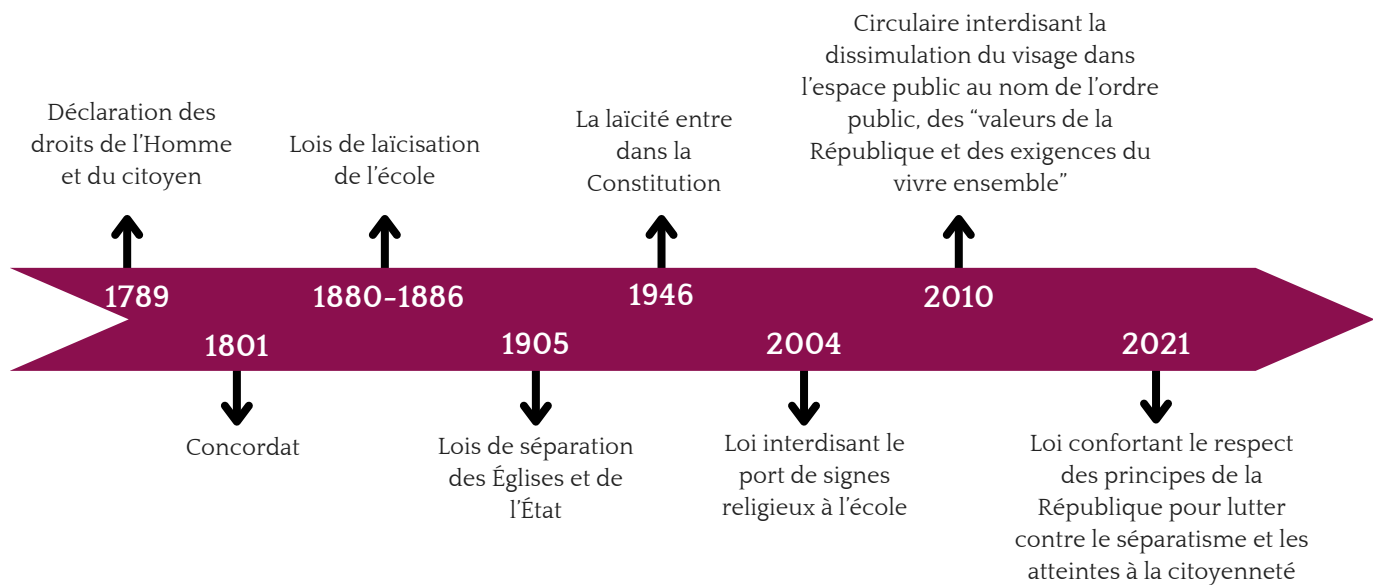 Déclaration des
droits de l'Homme
et du citoyen
Lois de laïcisation
de l'école
La laïcité entre
dans la
Constitution
Circulaire interdisant la
dissimulation du visage dans
l'espace public au nom de l'ordre
public, des “valeurs de la
République et des exigences du
vivre ensemble”
1789
1880-1886
1946
2010
1801
1905
2004
2021
Concordat
Lois de séparation
des Églises et de
l'État
Loi interdisant le
port de signes
religieux à l'école
Loi confortant le respect
des principes de la
République pour lutter
contre le séparatisme et les
atteintes à la citoyenneté